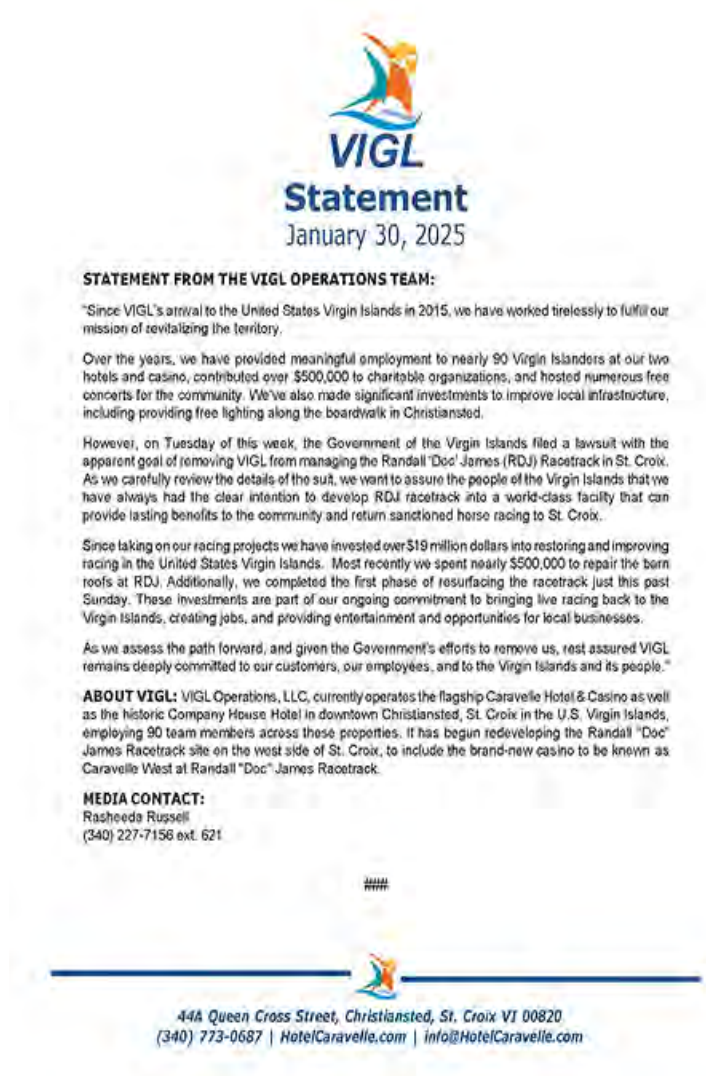 VIGL
Statement
January 30, 2025
STATEMENT FROM THE VIGL OPERATIONS TEAM:
"Since VIGL's arrival to the United States Virgin Islands in 2015, we have worked tirelessly to fulfill our
mission of revitalizing the territory.
Over the years, we have provided meaningful employment to nearly 90 Virgin Islanders at our two
hotels and casino, contributed over $500,000 to charitable organizations, and hosted numerous free
concerts for the community. We've also made significant investments to improve local infrastructure,
including providing free lighting along the boardwalk in Christiansted.
However, on Tuesday of this week, the Government of the Virgin Islands filed a lawsuit with the
apparent goal of removing VIGL from managing the Randall 'Doc' James (RDJ) Racetrack in St. Croix.
As we carefully review the details of the suit, we want to assure the people of the Virgin Islands that we
have always had the clear intention to develop RDJ racetrack into a world-class facility that can
provide lasting benefits to the community and return sanctioned horse racing to St. Croix.
Since taking on our racing projects we have invested over $19 million dollars into restoring and improving
racing in the United States Virgin Islands. Most recently we spent nearly $500,000 to repair the barn
roofs at RDJ. Additionally, we completed the first phase of resurfacing the racetrack just this past
Sunday. These investments are part of our ongoing commitment to bringing live racing back to the
Virgin Islands, creating jobs, and providing entertainment and opportunities for local businesses.
As we assess the path forward, and given the Government's efforts to remove us, rest assured VIGL
remains deeply committed to our customers, our employees, and to the Virgin Islands and its people."
ABOUT VIGL: VIGL Operations, LLC, currently operates the flagship Caravelle Hotel & Casino as well
as the historic Company House Hotel in downtown Christiansted, St. Croix in the U.S. Virgin Islands,
employing 90 team members across those properties. It has begun redeveloping the Randall "Doc"
James Racetrack site on the west side of St. Croix, to include the brand-new casino to be known as
Caravelle West at Randall "Doc" James Racetrack.
MEDIA CONTACT:
Rasheeda Russell
(340) 227-7156 ext. 621
###
44A Queen Cross Street, Christiansted, St. Croix VI 00820
(340) 773-0687 | HotelCaravelle.com | info@HotelCaravelle.com